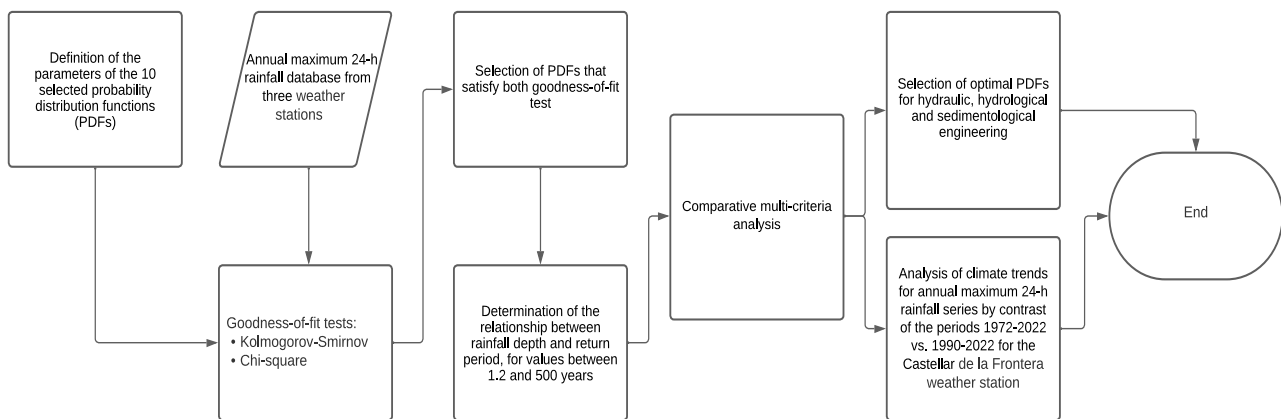 Definition of the
parameters of the 10
selected probability
distribution functions
(PDFs)
Annual maximum 24-h
rainfall database from
three weather
stations
Goodness-of-fit tests:
• Kolmogorov-Smirnov
• Chi-square
Selection of PDFs that
satisfy both goodness-of-fit
test
Determination of the
relationship between
rainfall depth and return
period, for values between
1.2 and 500 years
Comparative multi-criteria
analysis
Selection of optimal PDFs
for hydraulic, hydrological
and sedimentological
engineering
Analysis of climate trends
for annual maximum 24-h
rainfall series by contrast
of the periods 1972-2022
vs. 1990-2022 for the
Castellar de la Frontera
weather station
End